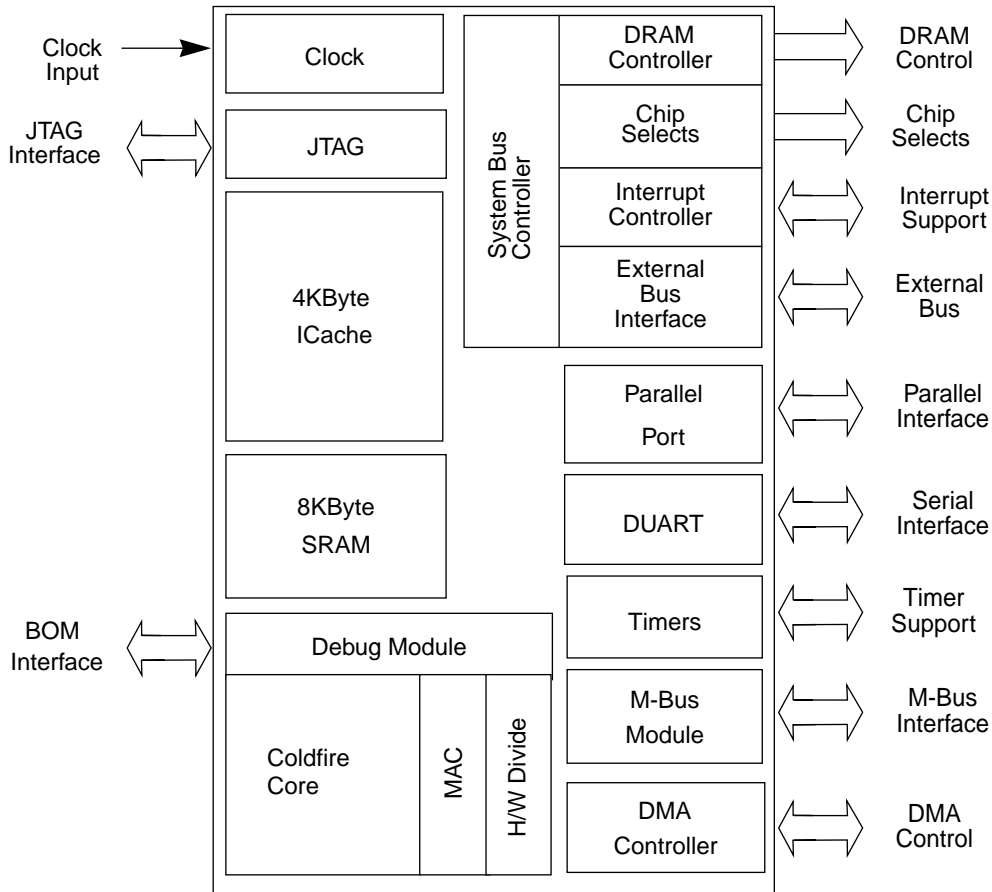 Clock
Input
JTAG
Interface
BOM
Interface
Clock
JTAG
4KByte
ICache
8KByte
SRAM
Debug Module
Coldfire
Core
MAC
H/W Divide
System Bus
Controller
DRAM
Controller
Chip
Selects
Interrupt
Controller
External
Bus
Interface
Parallel
Port
DUART
Timers
M-Bus
Module
DMA
Controller
DRAM
Control
Chip
Selects
Interrupt
Support
External
Bus
Parallel
Interface
Serial
Interface
Timer
Support
M-Bus
Interface
DMA
Control